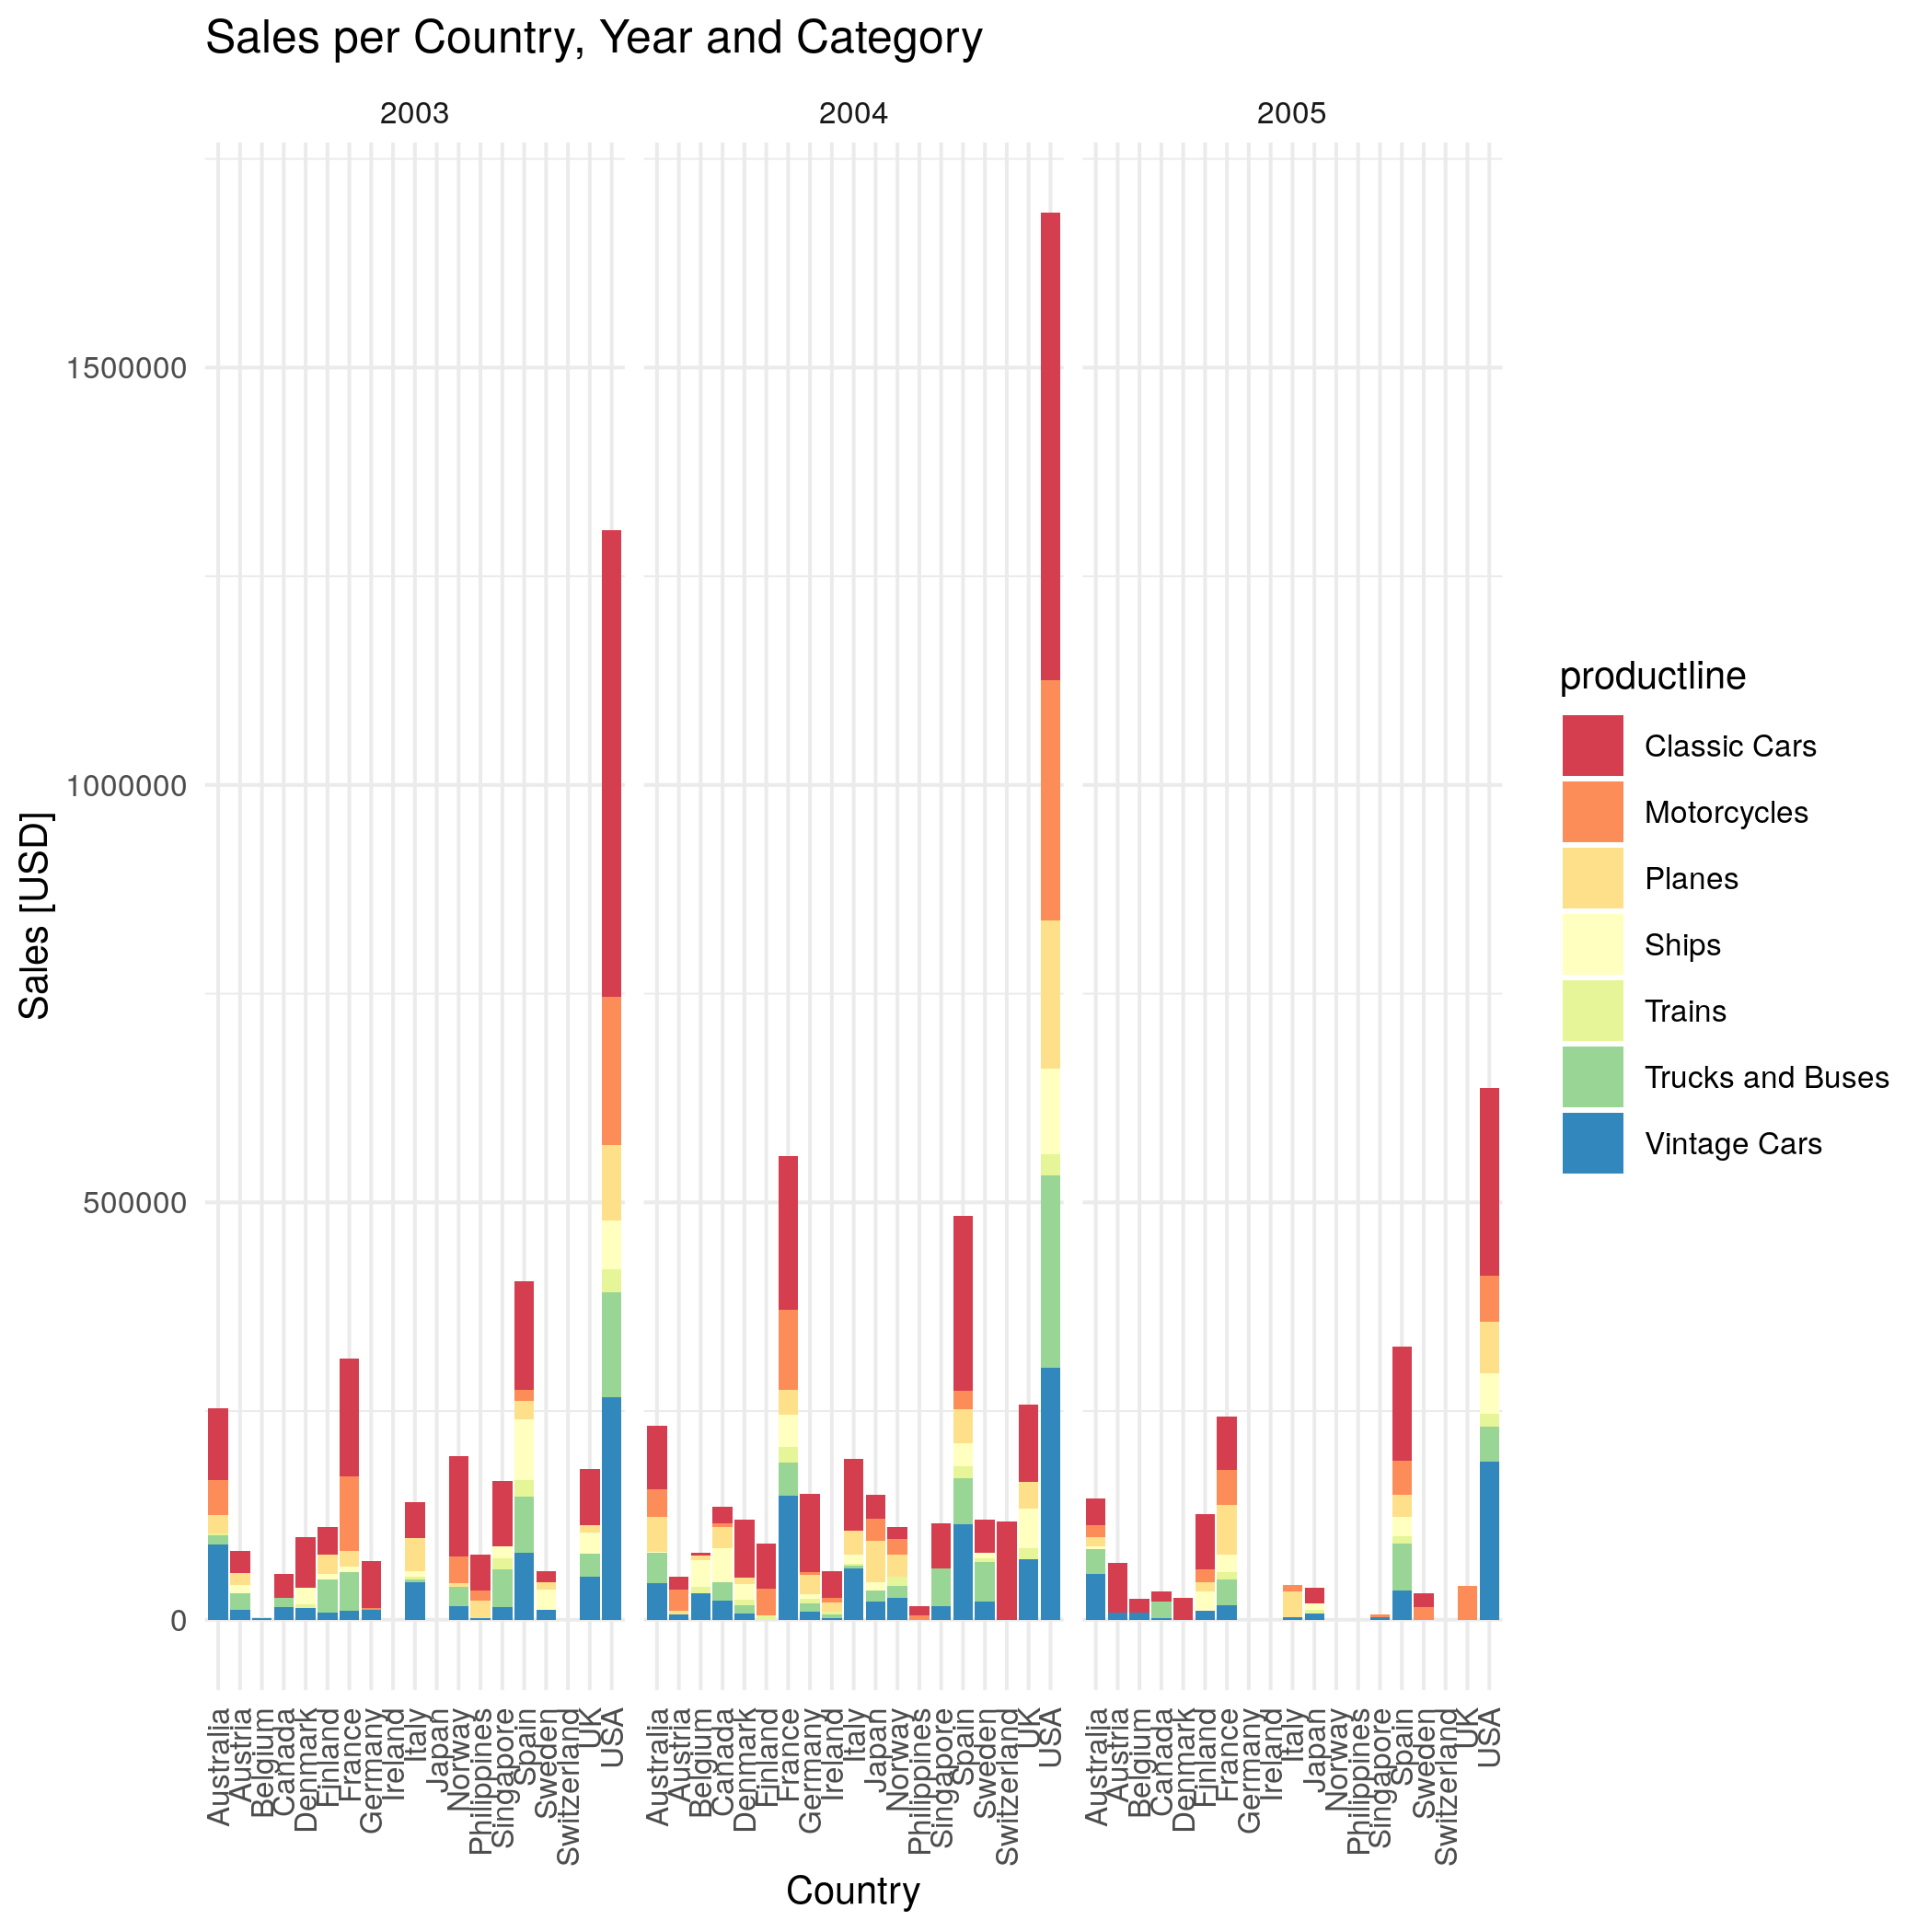 Sales per Country, Year and Category
2003
2004
2005
1500000
1000000
500000
0
Sales [USD]
Australia
Austria
Belgium
Canada
Denmark
Finland
France
Germany
Ireland
Italy
Japan
Norway
Philippines
Singapore
Spain
Sweden
Switzerland
UK
USA
Australia
Austria
Belgium
Canada
Denmark
Finland
France
Germany
Ireland
Italy
Japan
Norway
Philippines
Singapore
Spain
Sweden
Switzerland
UK
USA
Australia
Austria
Belgium
Canada
Denmark
Finland
France
Germany
Ireland
Italy
Japan
Norway
Philippines
Singapore
Spain
Sweden
Switzerland
UK
USA
Country
productline
Classic Cars
Motorcycles
Planes
Ships
Trains
Trucks and Buses
Vintage Cars